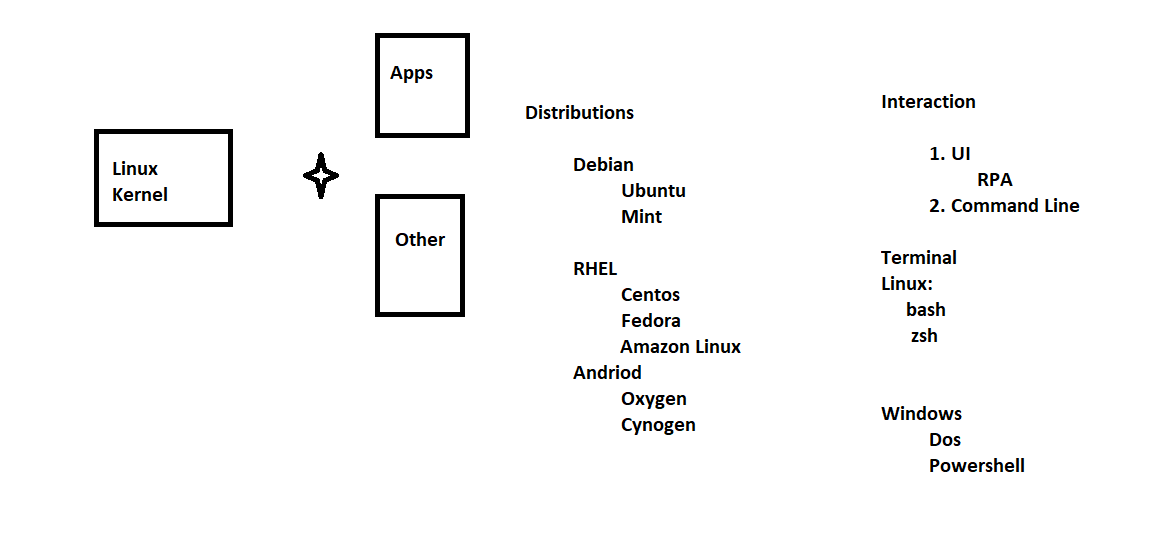 Linux
Kernel
Apps
Other
Distributions
Debian
Ubuntu
Mint
RHEL
Centos
Fedora
Amazon Linux
Andriod
Oxygen
Cynogen
Interaction
1. UI
RPA
2. Command Line
Terminal
Linux:
bash
zsh
Windows
Dos
Powershell